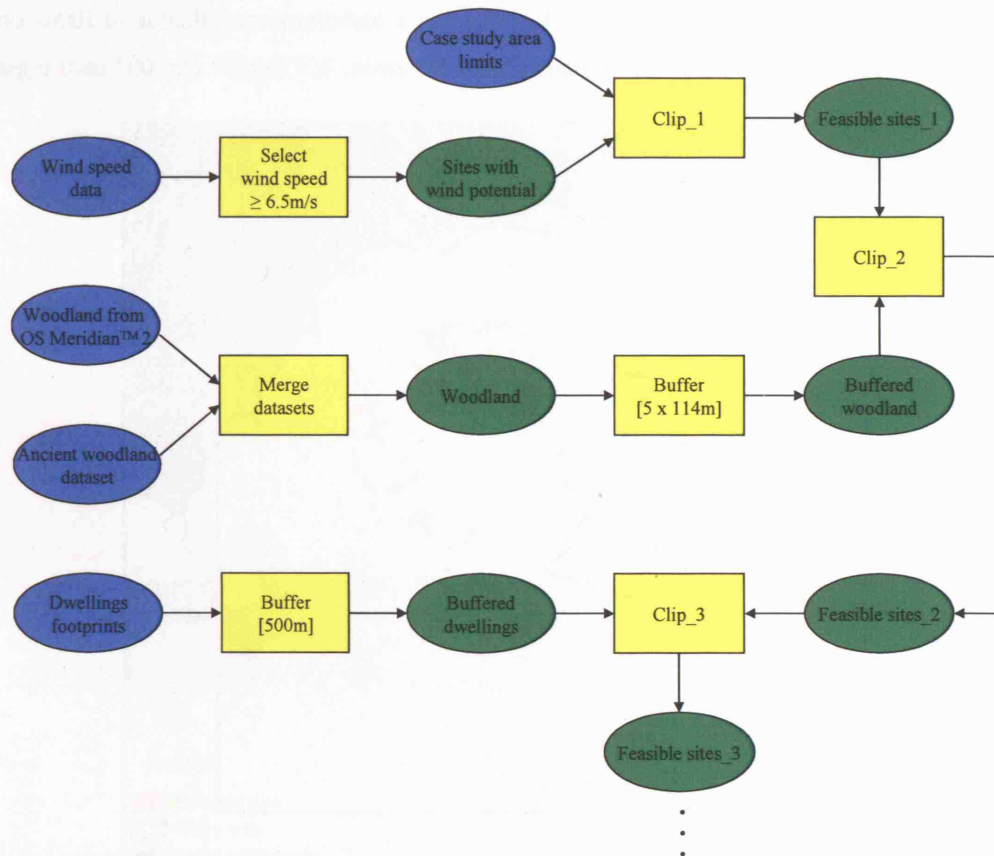 Case study area
limits
Clip_1
Feasible sites_1
Wind speed
data
Select
wind speed
≥ 6.5m/s
Sites with
wind potential
Clip_2
Woodland from
OS Meridian™2
Merge
datasets
Woodland
Buffer
[5 x 114m]
Buffered
woodland
Ancient woodland
dataset
Dwellings
footprints
Buffer
[500m]
Buffered
dwellings
Clip_3
Feasible sites_2
Feasible sites_3